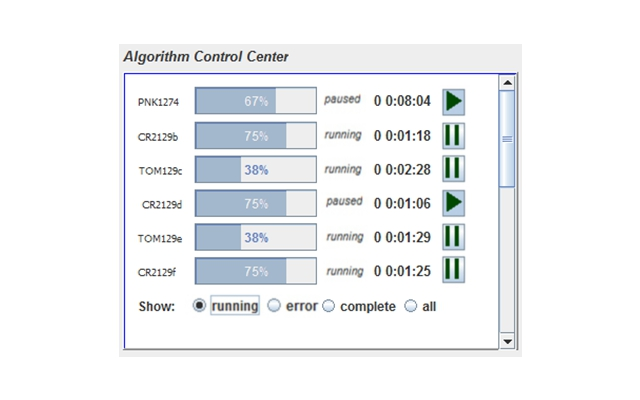 Algorithm Control Center
PNK1274 67% paused 0 0:08:04
CR2129b 75% running 0 0:01:18
TOM129c 38% running 0 0:02:28
CR2129d 75% paused 0 0:01:06
TOM129e 38% running 0 0:01:29
CR2129f 75% running 0 0:01:25
Show: running error complete all